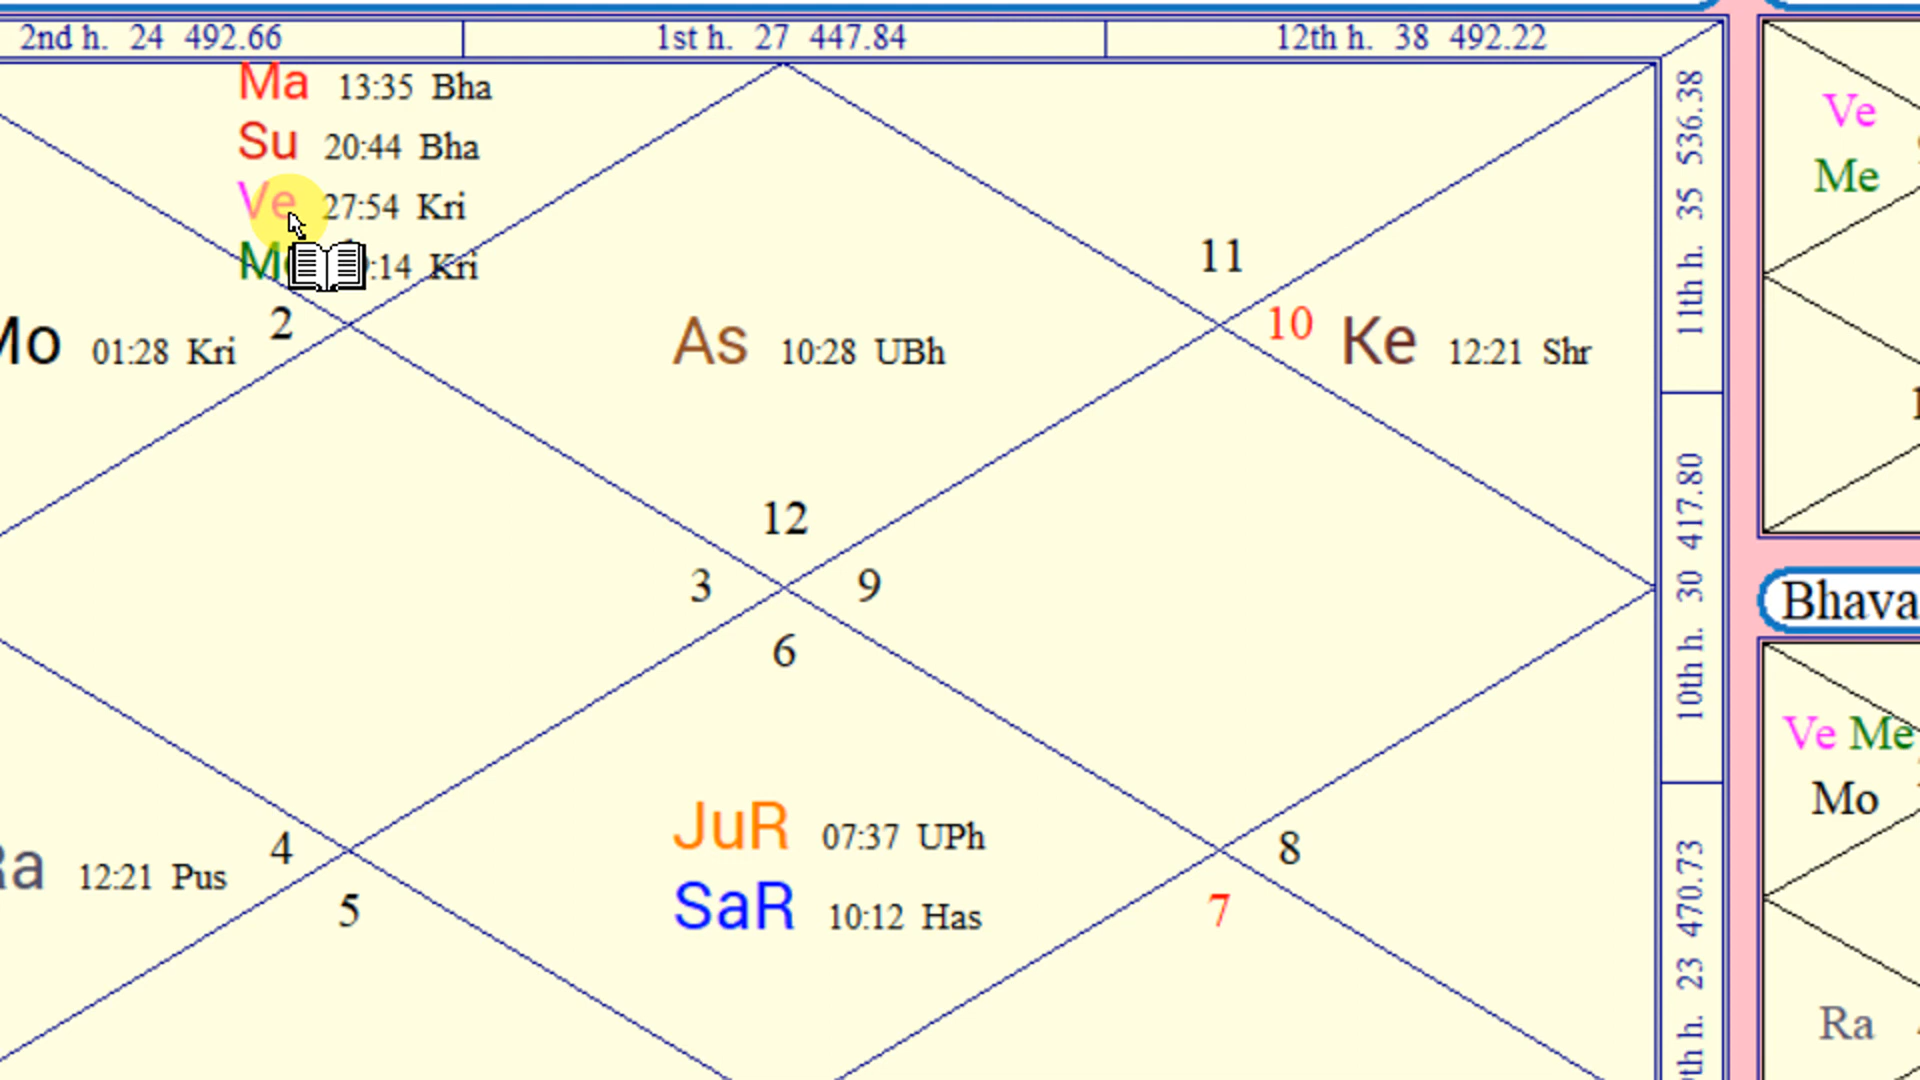 2nd h. 24 492.66
1st h. 27 447.84
12th h. 38 492.22
Ma 13:35 Bha
Su 20:44 Bha
Ve 27:54 Kri
:14 Kri
2
Mo 01:28 Kri
As 10:28 UBh
11
10
Ke 12:21 Shr
12
3
9
6
JuR 07:37 UPh
SaR 10:12 Has
4
12:21 Pus
5
8
7
11th h. 35 536.38
10th h. 30 417.80
23 470.73
Ve
Me
Bhava
Ve Me
Mo
Ra